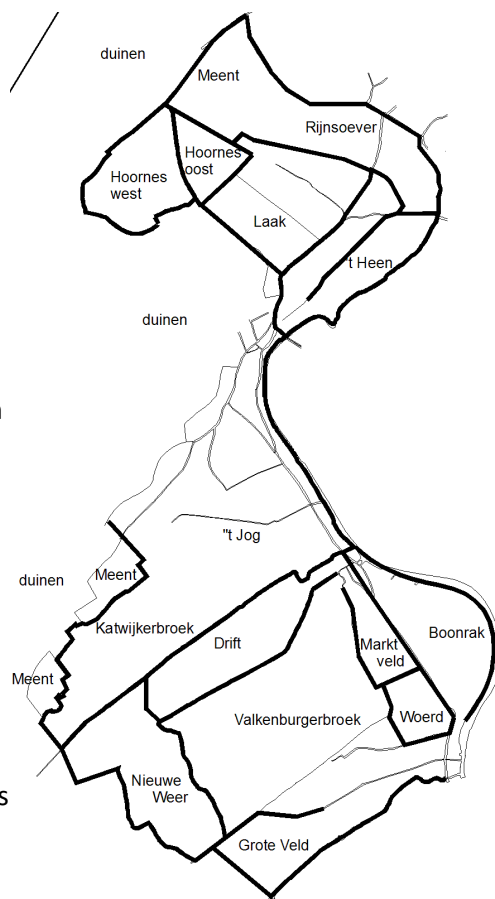 duinen
Meent
Rijnsoever
Hoornes
oost
Hoornes
west
Laak
't Heen
duinen
n
"t Jog
duinen
Meent
Katwijkerbroek
Drift
Markt
veld
Boonrak
Meent
Valkenburgerbroek
Woerd
Nieuwe
Weer
s
Grote Veld